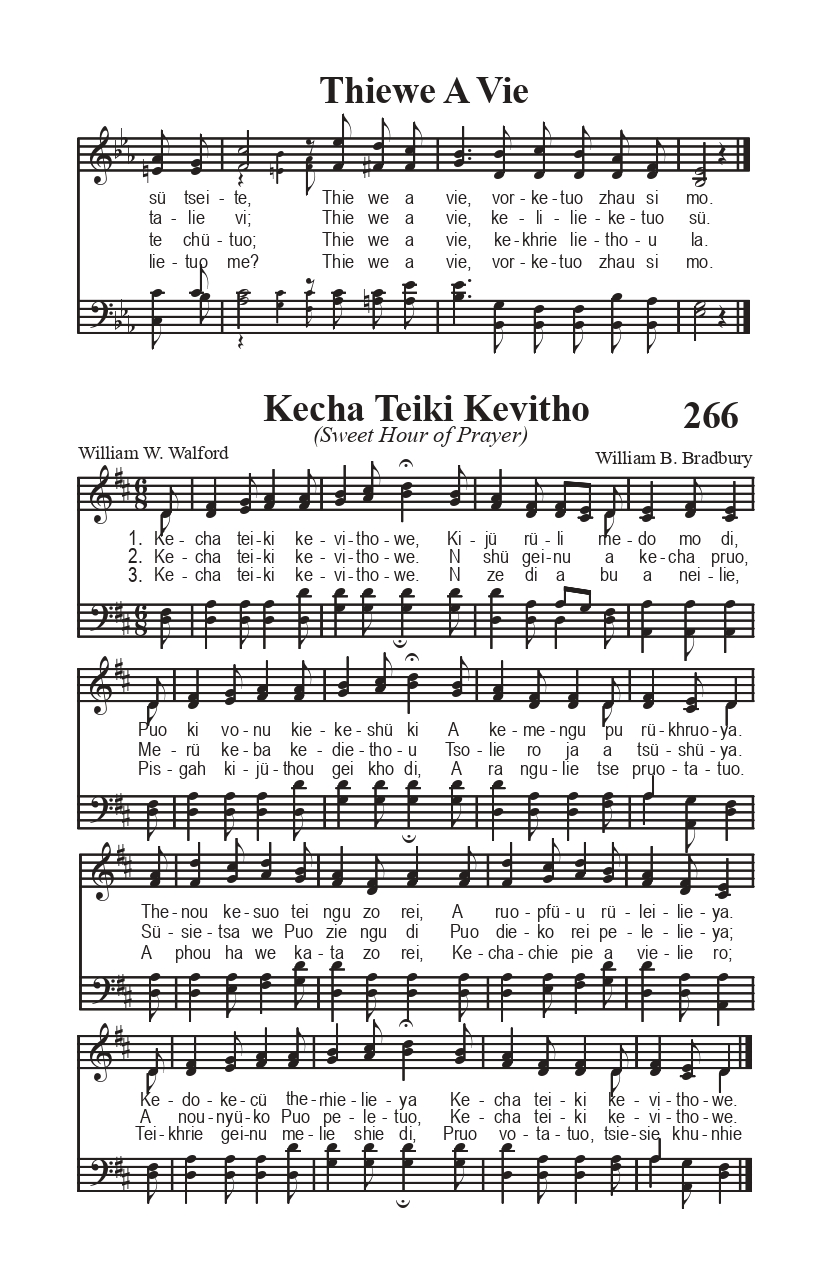 Thiewe A Vie
sü tsei - te, Thie we a vie, vor - ke - tuo zhau si mo.
ta - lie vi; Thie we a vie, ke - li - lie - ke - tuo sü.
te chü - tuo; Thie we a vie, ke - khrie lie - tho - u la.
lie - tuo me? Thie we a vie, vor - ke - tuo zhau si mo.
Kecha Teiki Kevitho 266
(Sweet Hour of Prayer)
William W. Walford William B. Bradbury
1. Ke - cha tei - ki ke - vi - tho - we, Ki - jü rü - li me - do mo di,
2. Ke - cha tei - ki ke - vi - tho - we. N shü gei - nu a ke - cha pruo,
3. Ke - cha tei - ki ke - vi - tho - we. N ze di a bu a nei - lie,
Puo ki vo - nu kie - ke - shü ki A ke - me - ngu pu rü - khruo - ya.
Me - rü ke - ba ke - die - tho - u Tso - lie ro ja a tsü - shü - ya.
Pis - gah ki - jü - thou gei kho di, A ra ngu - lie tse pruo - ta - tuo.
The - nou ke - suo tei ngu zo rei, A ruo - pfü - u rü - lei - lie - ya.
Sü - sie - tsa we Puo zie ngu di Puo die - ko rei pe - le - lie - ya;
A phou ha we ka - ta zo rei, Ke - cha - chie pie a vie - lie ro;
Ke - do - ke - cü the - rhie - lie - ya Ke - cha tei - ki ke - vi - tho - we.
A nou - nyü - ko Puo pe - le - tuo, Ke - cha tei - ki ke - vi - tho - we.
Tei - khrie gei - nu me - lie shie di, Pruo vo - ta - tuo, tsie - sie khu - nhie